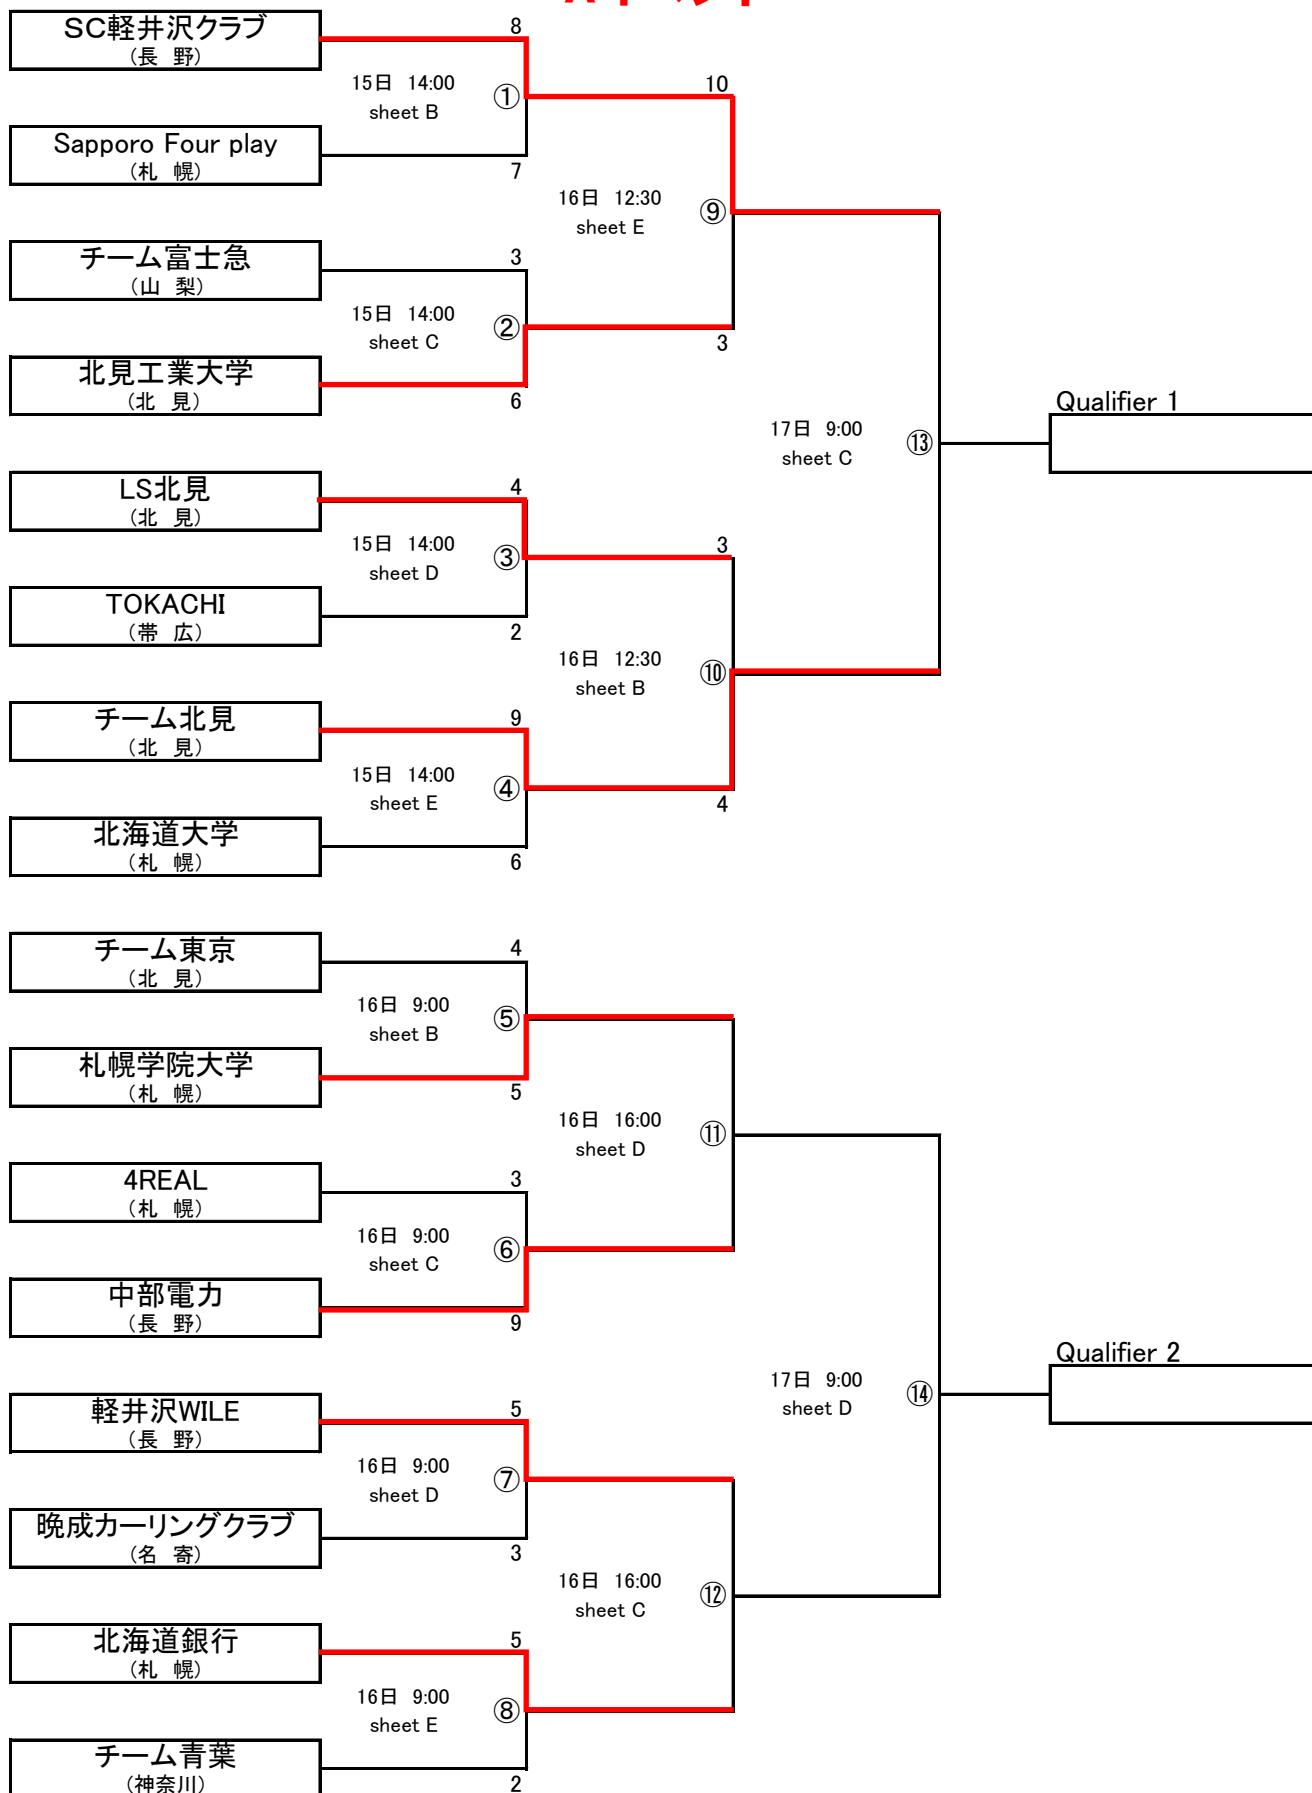 SC軽井沢クラブ
（長　野）
8
15日 14:00
sheet B
①
10
Sapporo Four play
（札　幌）
7
16日 12:30
sheet E
⑨
チーム富士急
（山　梨）
3
15日 14:00
sheet C
②
3
北見工業大学
（北　見）
6
17日 9:00
sheet C
⑬
Qualifier 1
LS北見
（北　見）
4
15日 14:00
sheet D
③
3
TOKACHI
（帯　広）
2
16日 12:30
sheet B
⑩
チーム北見
（北　見）
9
15日 14:00
sheet E
④
4
北海道大学
（札　幌）
6
チーム東京
（北　見）
4
16日 9:00
sheet B
⑤
札幌学院大学
（札　幌）
5
16日 16:00
sheet D
⑪
4REAL
（札　幌）
3
16日 9:00
sheet C
⑥
中部電力
（長　野）
9
17日 9:00
sheet D
⑭
Qualifier 2
軽井沢WILE
（長　野）
5
16日 9:00
sheet D
⑦
晩成カーリングクラブ
（名　寄）
3
16日 16:00
sheet C
⑫
北海道銀行
（札　幌）
5
16日 9:00
sheet E
⑧
チーム青葉
（神奈川）
2